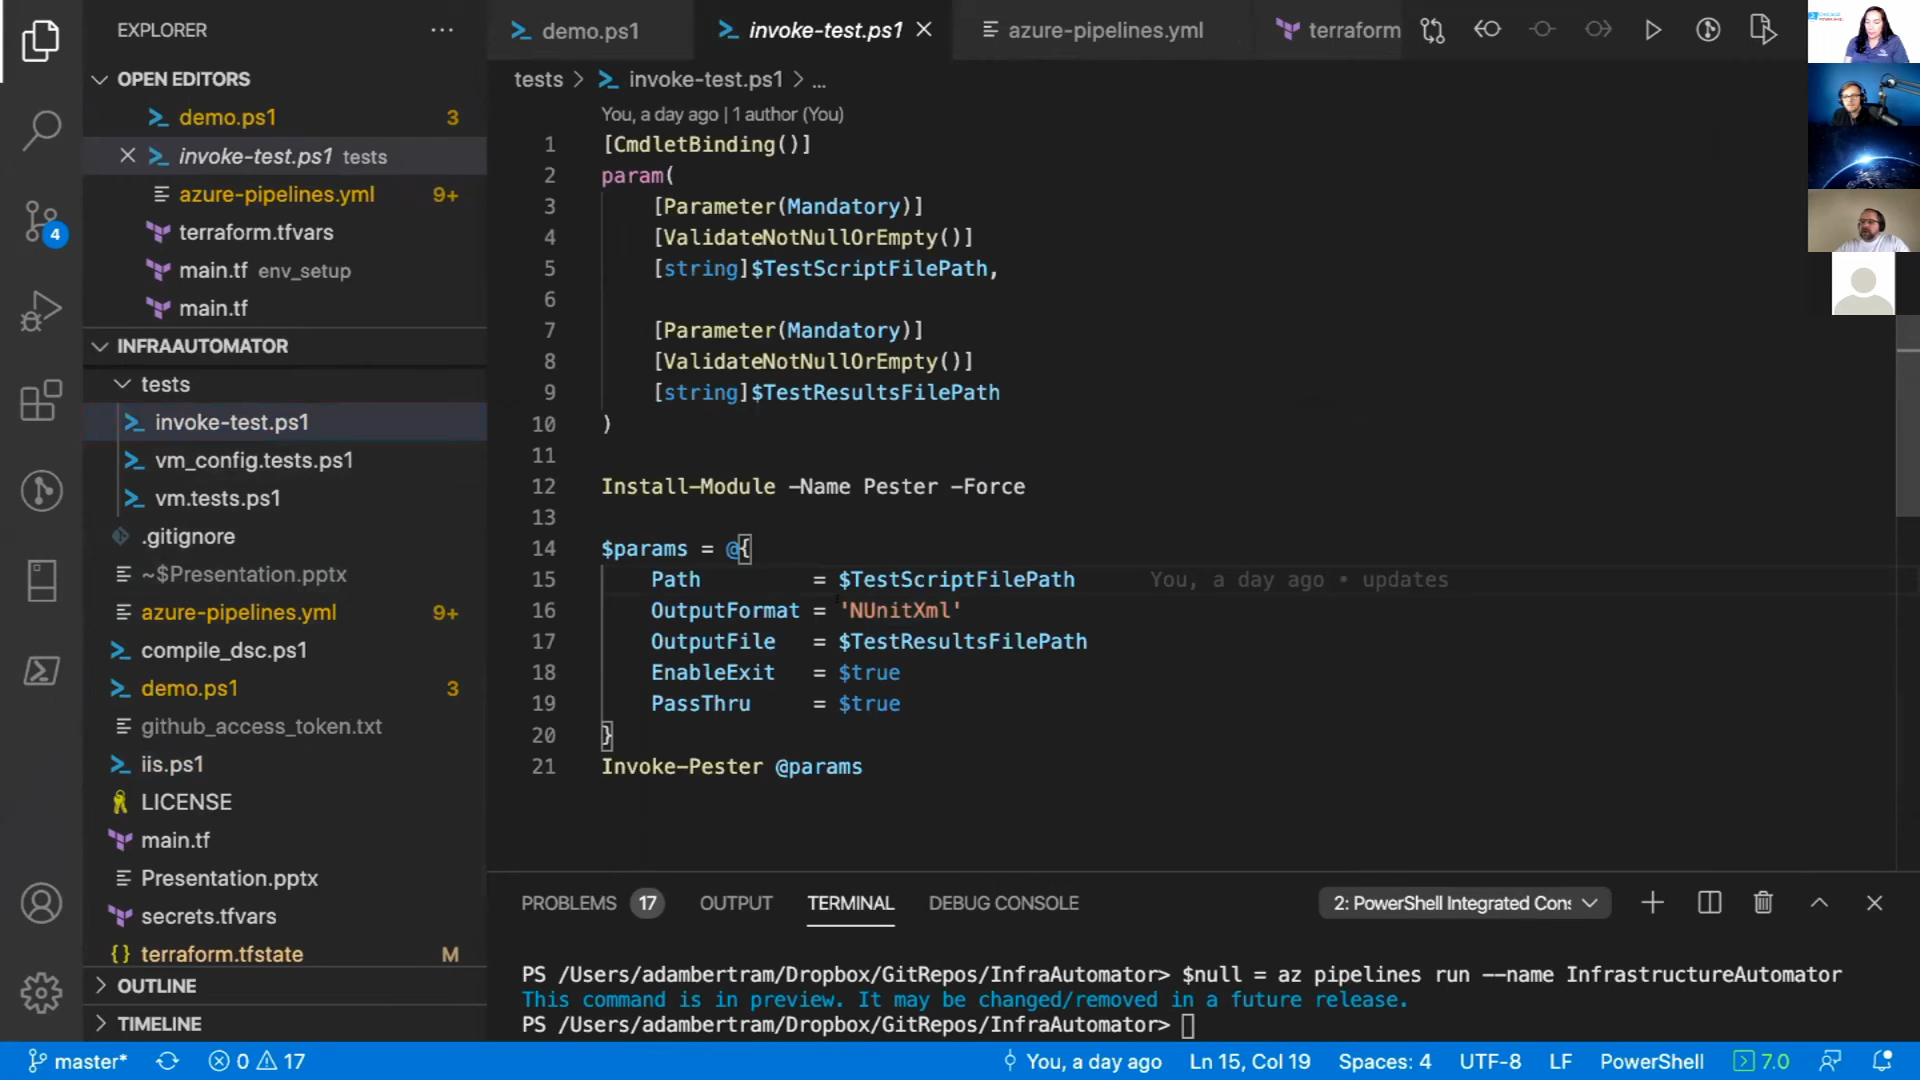 EXPLORER
demo.ps1
invoke-test.ps1
azure-pipelines.yml
terraform
OPEN EDITORS
demo.ps1 3
invoke-test.ps1 tests
azure-pipelines.yml 9+
terraform.tfvars
main.tf env_setup
main.tf
4
INFRAAUTOMATOR
tests
invoke-test.ps1
vm_config.tests.ps1
vm.tests.ps1
.gitignore
~$Presentation.pptx
azure-pipelines.yml 9+
compile_dsc.ps1
demo.ps1 3
github_access_token.txt
iis.ps1
LICENSE
main.tf
Presentation.pptx
secrets.tfvars
{} terraform.tfstate M
OUTLINE
TIMELINE
tests > invoke-test.ps1 > ...
You, a day ago | 1 author (You)
1 [CmdletBinding()]
2 param(
3 [Parameter(Mandatory)]
4 [ValidateNotNullOrEmpty()]
5 [string]$TestScriptFilePath,
6
7 [Parameter(Mandatory)]
8 [ValidateNotNullOrEmpty()]
9 [string]$TestResultsFilePath
10 )
11
12 Install-Module -Name Pester -Force
13
14 $params = @{
15 Path = $TestScriptFilePath You, a day ago • updates
16 OutputFormat = 'NUnitXml'
17 OutputFile = $TestResultsFilePath
18 EnableExit = $true
19 PassThru = $true
20 }
21 Invoke-Pester @params
PROBLEMS 17 OUTPUT TERMINAL DEBUG CONSOLE 2: PowerShell Integrated Cons
PS /Users/adambertram/Dropbox/GitRepos/InfraAutomator> $null = az pipelines run --name InfrastructureAutomator
This command is in preview. It may be changed/removed in a future release.
PS /Users/adambertram/Dropbox/GitRepos/InfraAutomator>
master* 0 17 You, a day ago Ln 15, Col 19 Spaces: 4 UTF-8 LF PowerShell 7.0